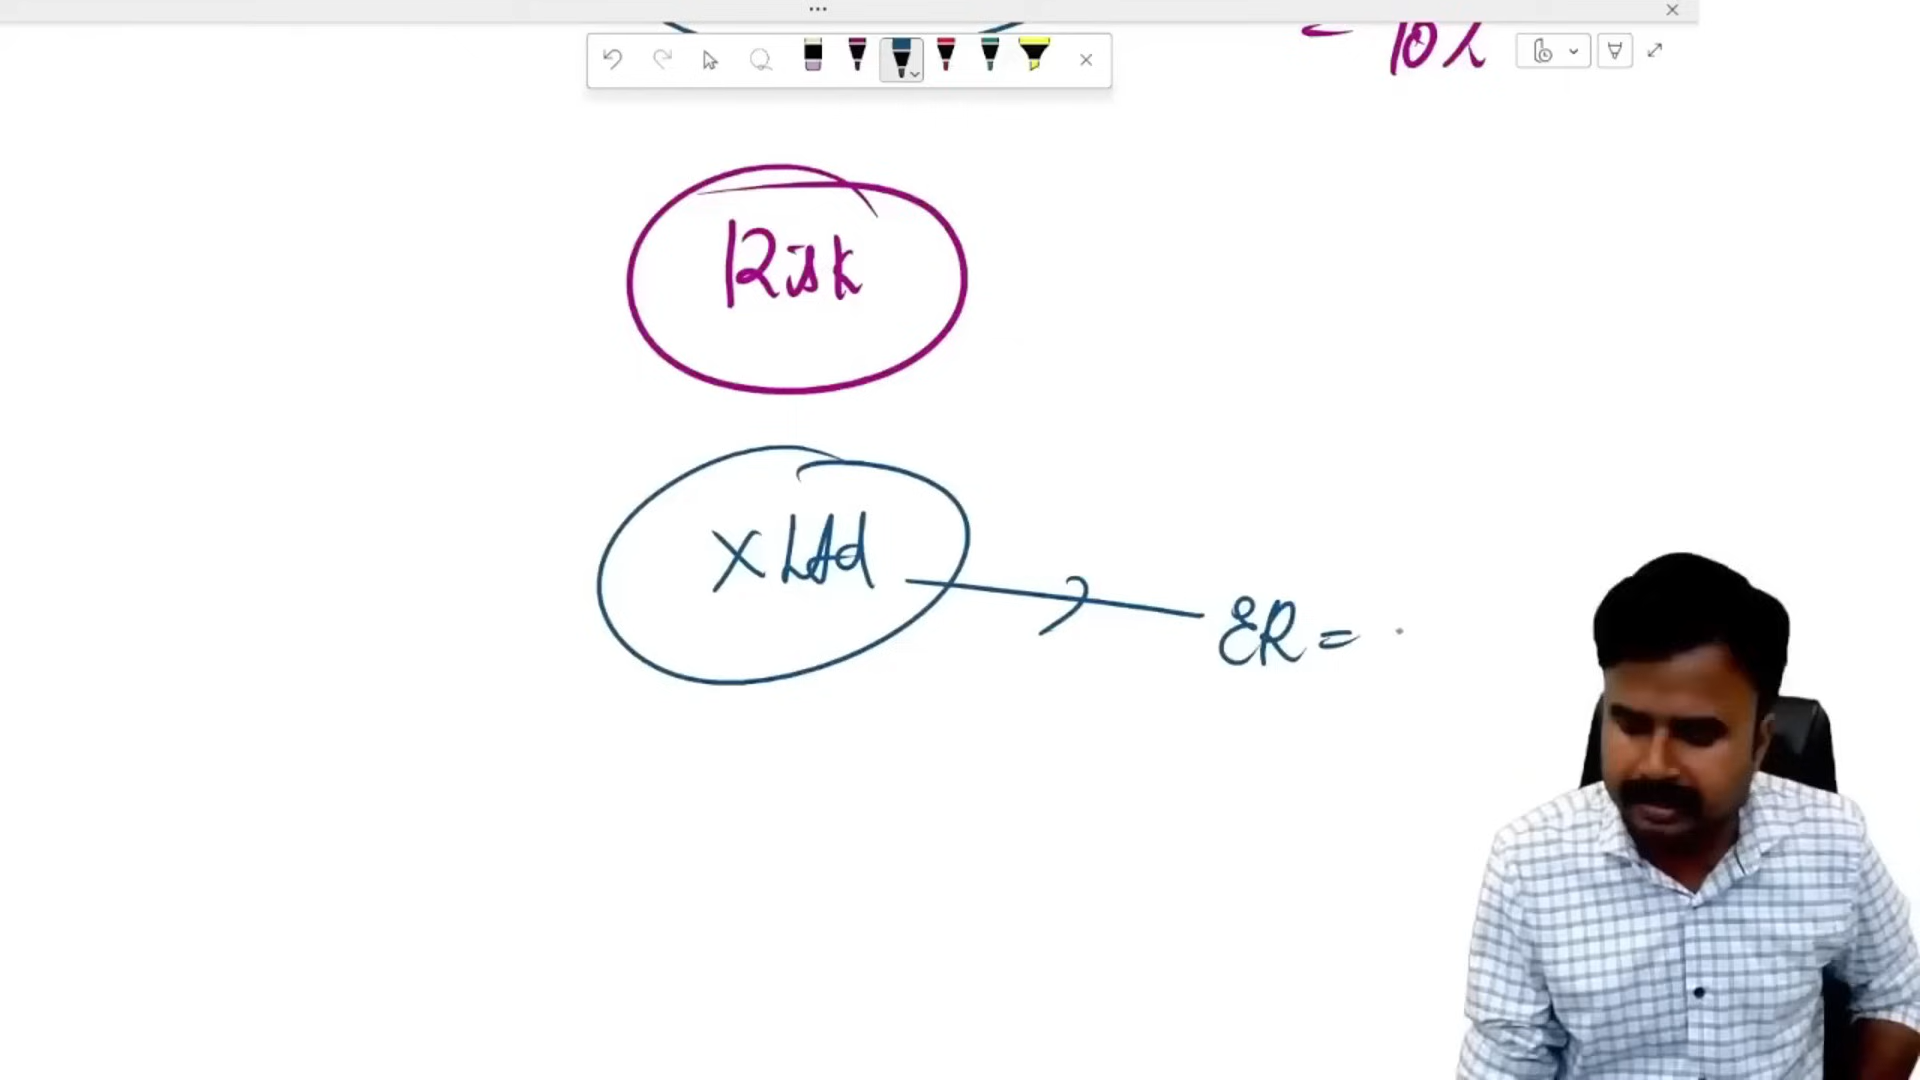 Risk
X Ltd
ER =